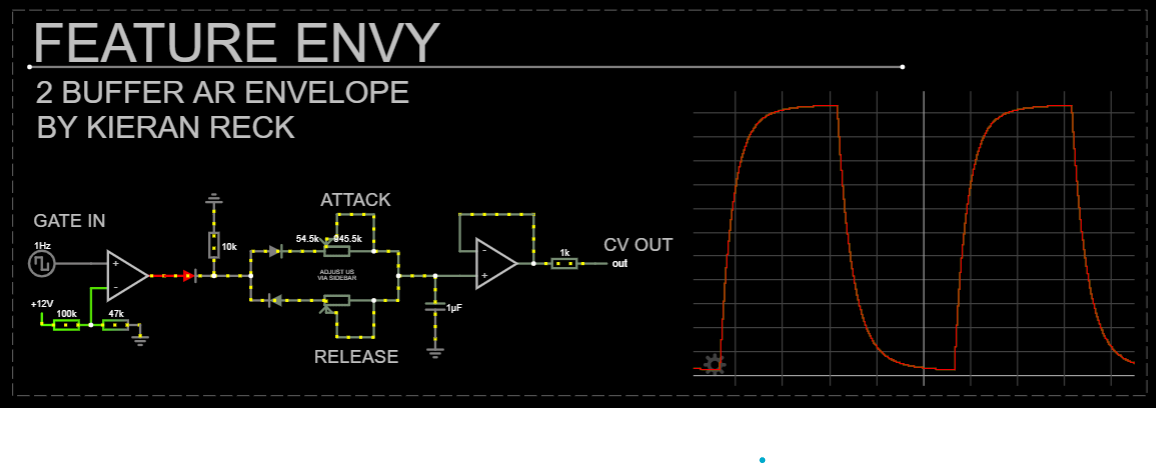 FEATURE ENVY
2 BUFFER AR ENVELOPE
BY KIERAN RECK
ATTACK
GATE IN
1Hz
+
-
10k
54.5k
945.5k
ADJUST US
VIA SIDEBAR
-
+
1k
CV OUT
out
+12V
100k
47k
1µF
RELEASE